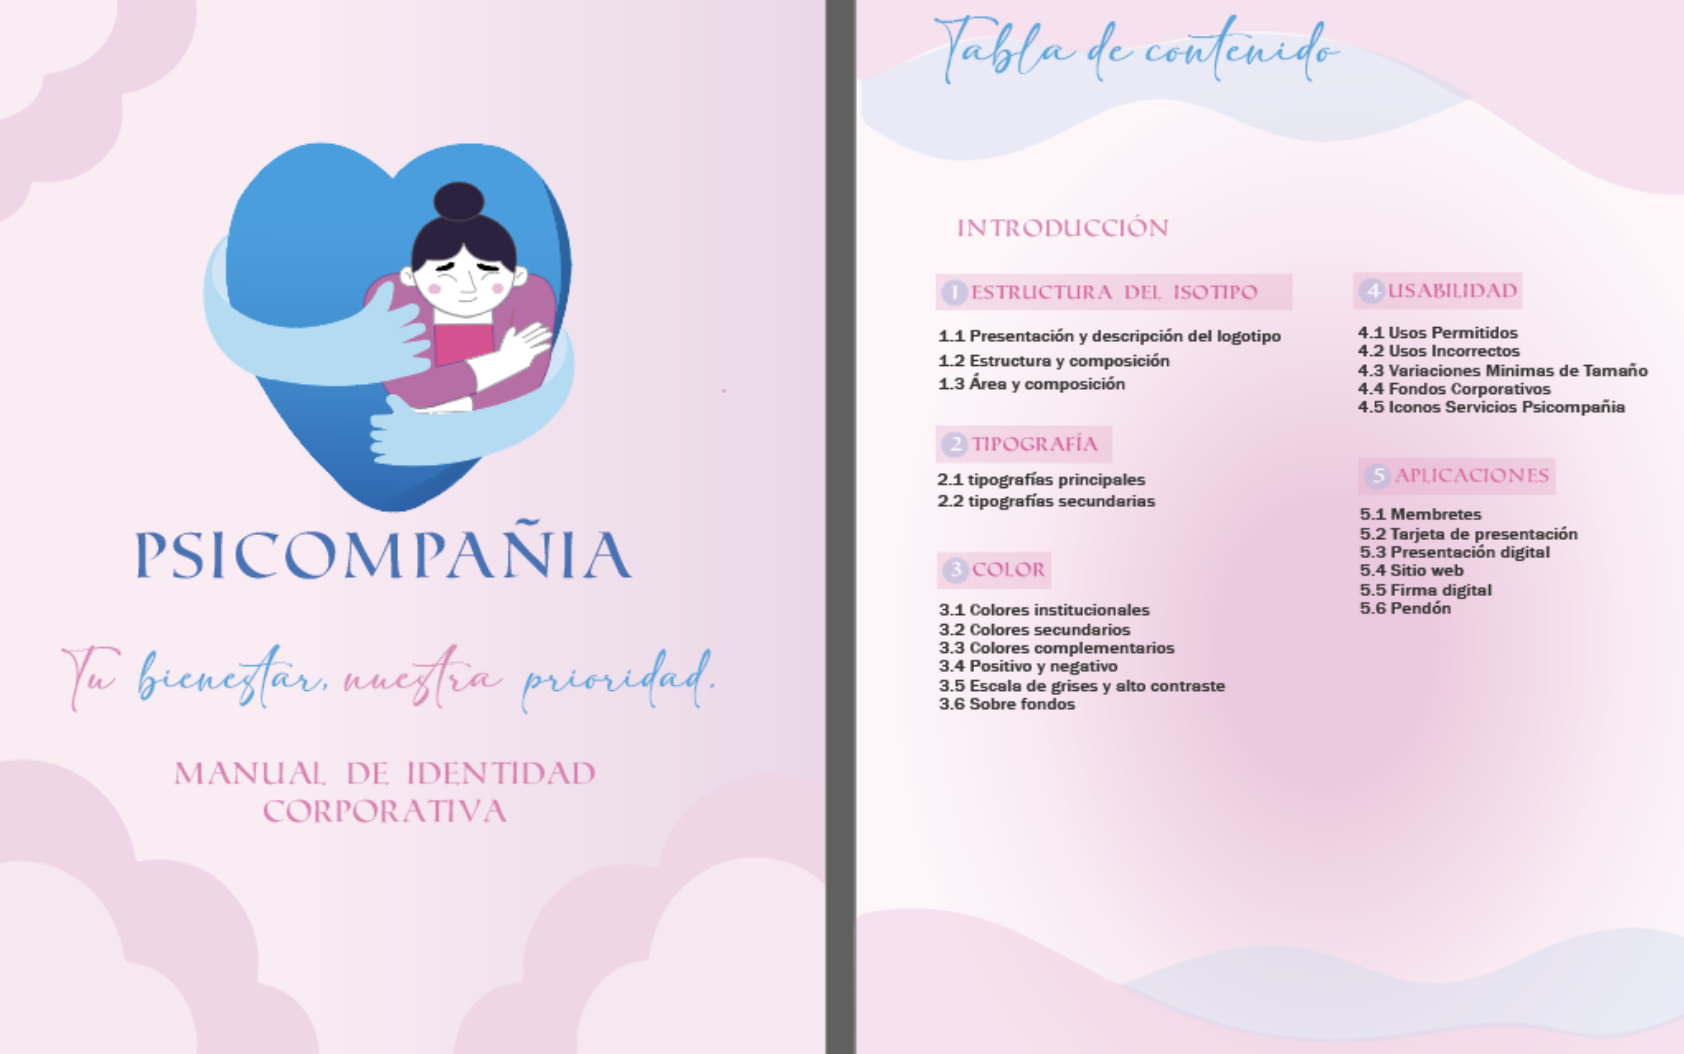 PSICOMPAÑIA
Tu bienestar, nuestra prioridad.
MANUAL DE IDENTIDAD
CORPORATIVA
Tabla de contenido
INTRODUCCIÓN
1 ESTRUCTURA DEL ISOTIPO
1.1 Presentación y descripción del logotipo
1.2 Estructura y composición
1.3 Área y composición
2 TIPOGRAFÍA
2.1 tipografías principales
2.2 tipografías secundarias
3 COLOR
3.1 Colores institucionales
3.2 Colores secundarios
3.3 Colores complementarios
3.4 Positivo y negativo
3.5 Escala de grises y alto contraste
3.6 Sobre fondos
4 USABILIDAD
4.1 Usos Permitidos
4.2 Usos Incorrectos
4.3 Variaciones Minimas de Tamaño
4.4 Fondos Corporativos
4.5 Iconos Servicios Psicompañia
5 APLICACIONES
5.1 Membretes
5.2 Tarjeta de presentación
5.3 Presentación digital
5.4 Sitio web
5.5 Firma digital
5.6 Pendón